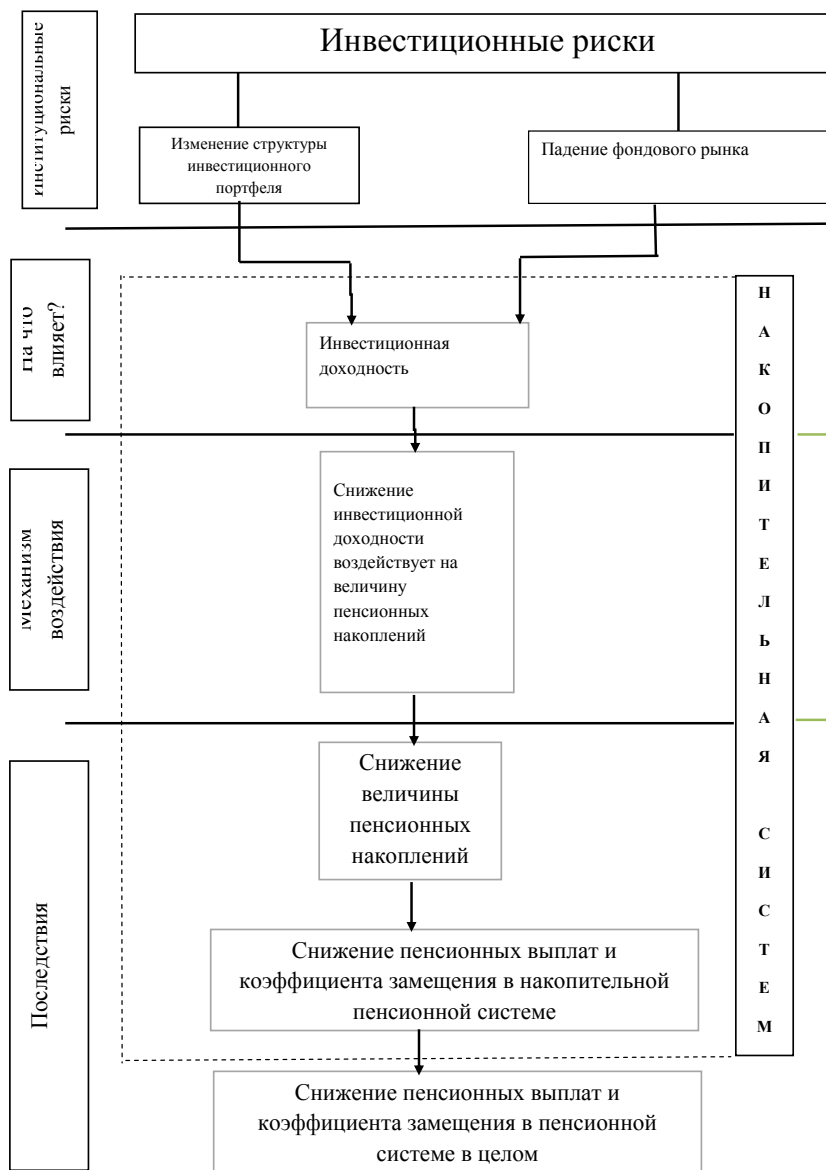 Инвестиционные риски
Институциональные
риски
Изменение структуры
инвестиционного
портфеля
Падение фондового рынка
На что
влияет?
Инвестиционная
доходность
Механизм
воздействия
Снижение
инвестиционной
доходности
воздействует на
величину
пенсионных
накоплений
Последствия
Снижение
величины
пенсионных
накоплений
Снижение пенсионных выплат и
коэффициента замещения в накопительной
пенсионной системе
Снижение пенсионных выплат и
коэффициента замещения в пенсионной
системе в целом
НАКОПИТЕЛЬНАЯ СИСТЕМ